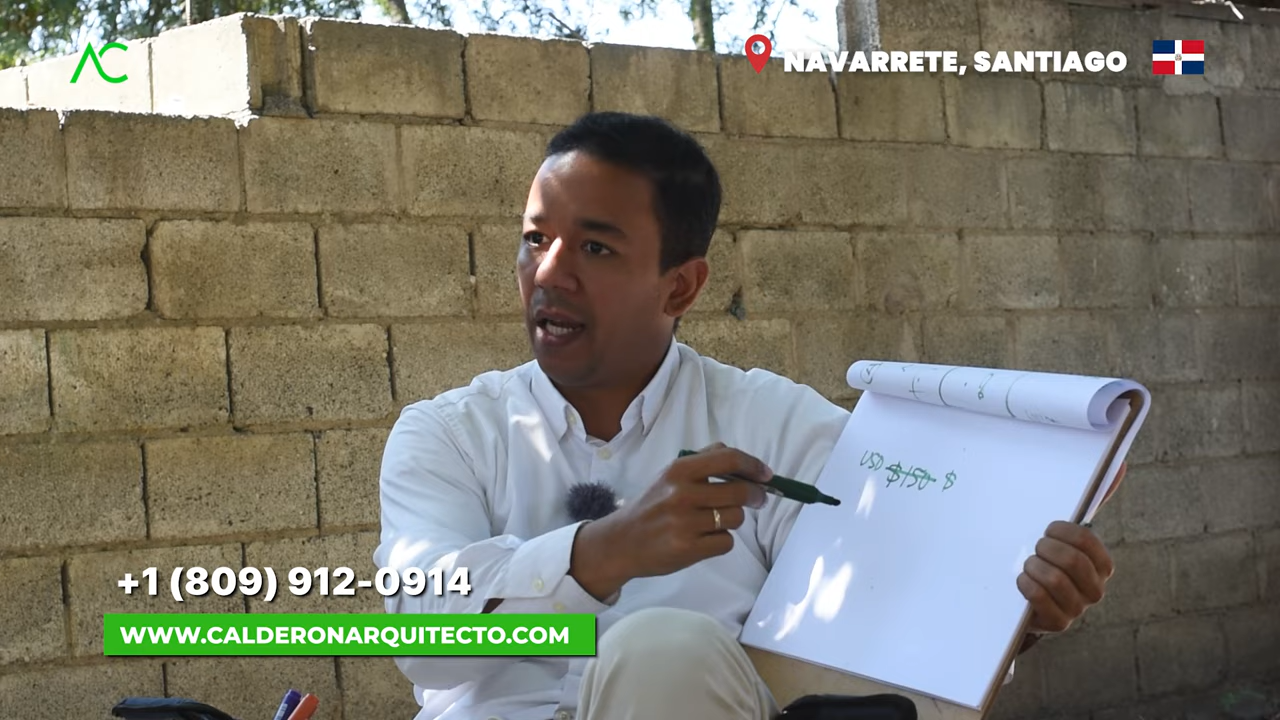 AC
NAVARRETE, SANTIAGO
USD $150 $
+1 (809) 912-0914
WWW.CALDERONARQUITECTO.COM